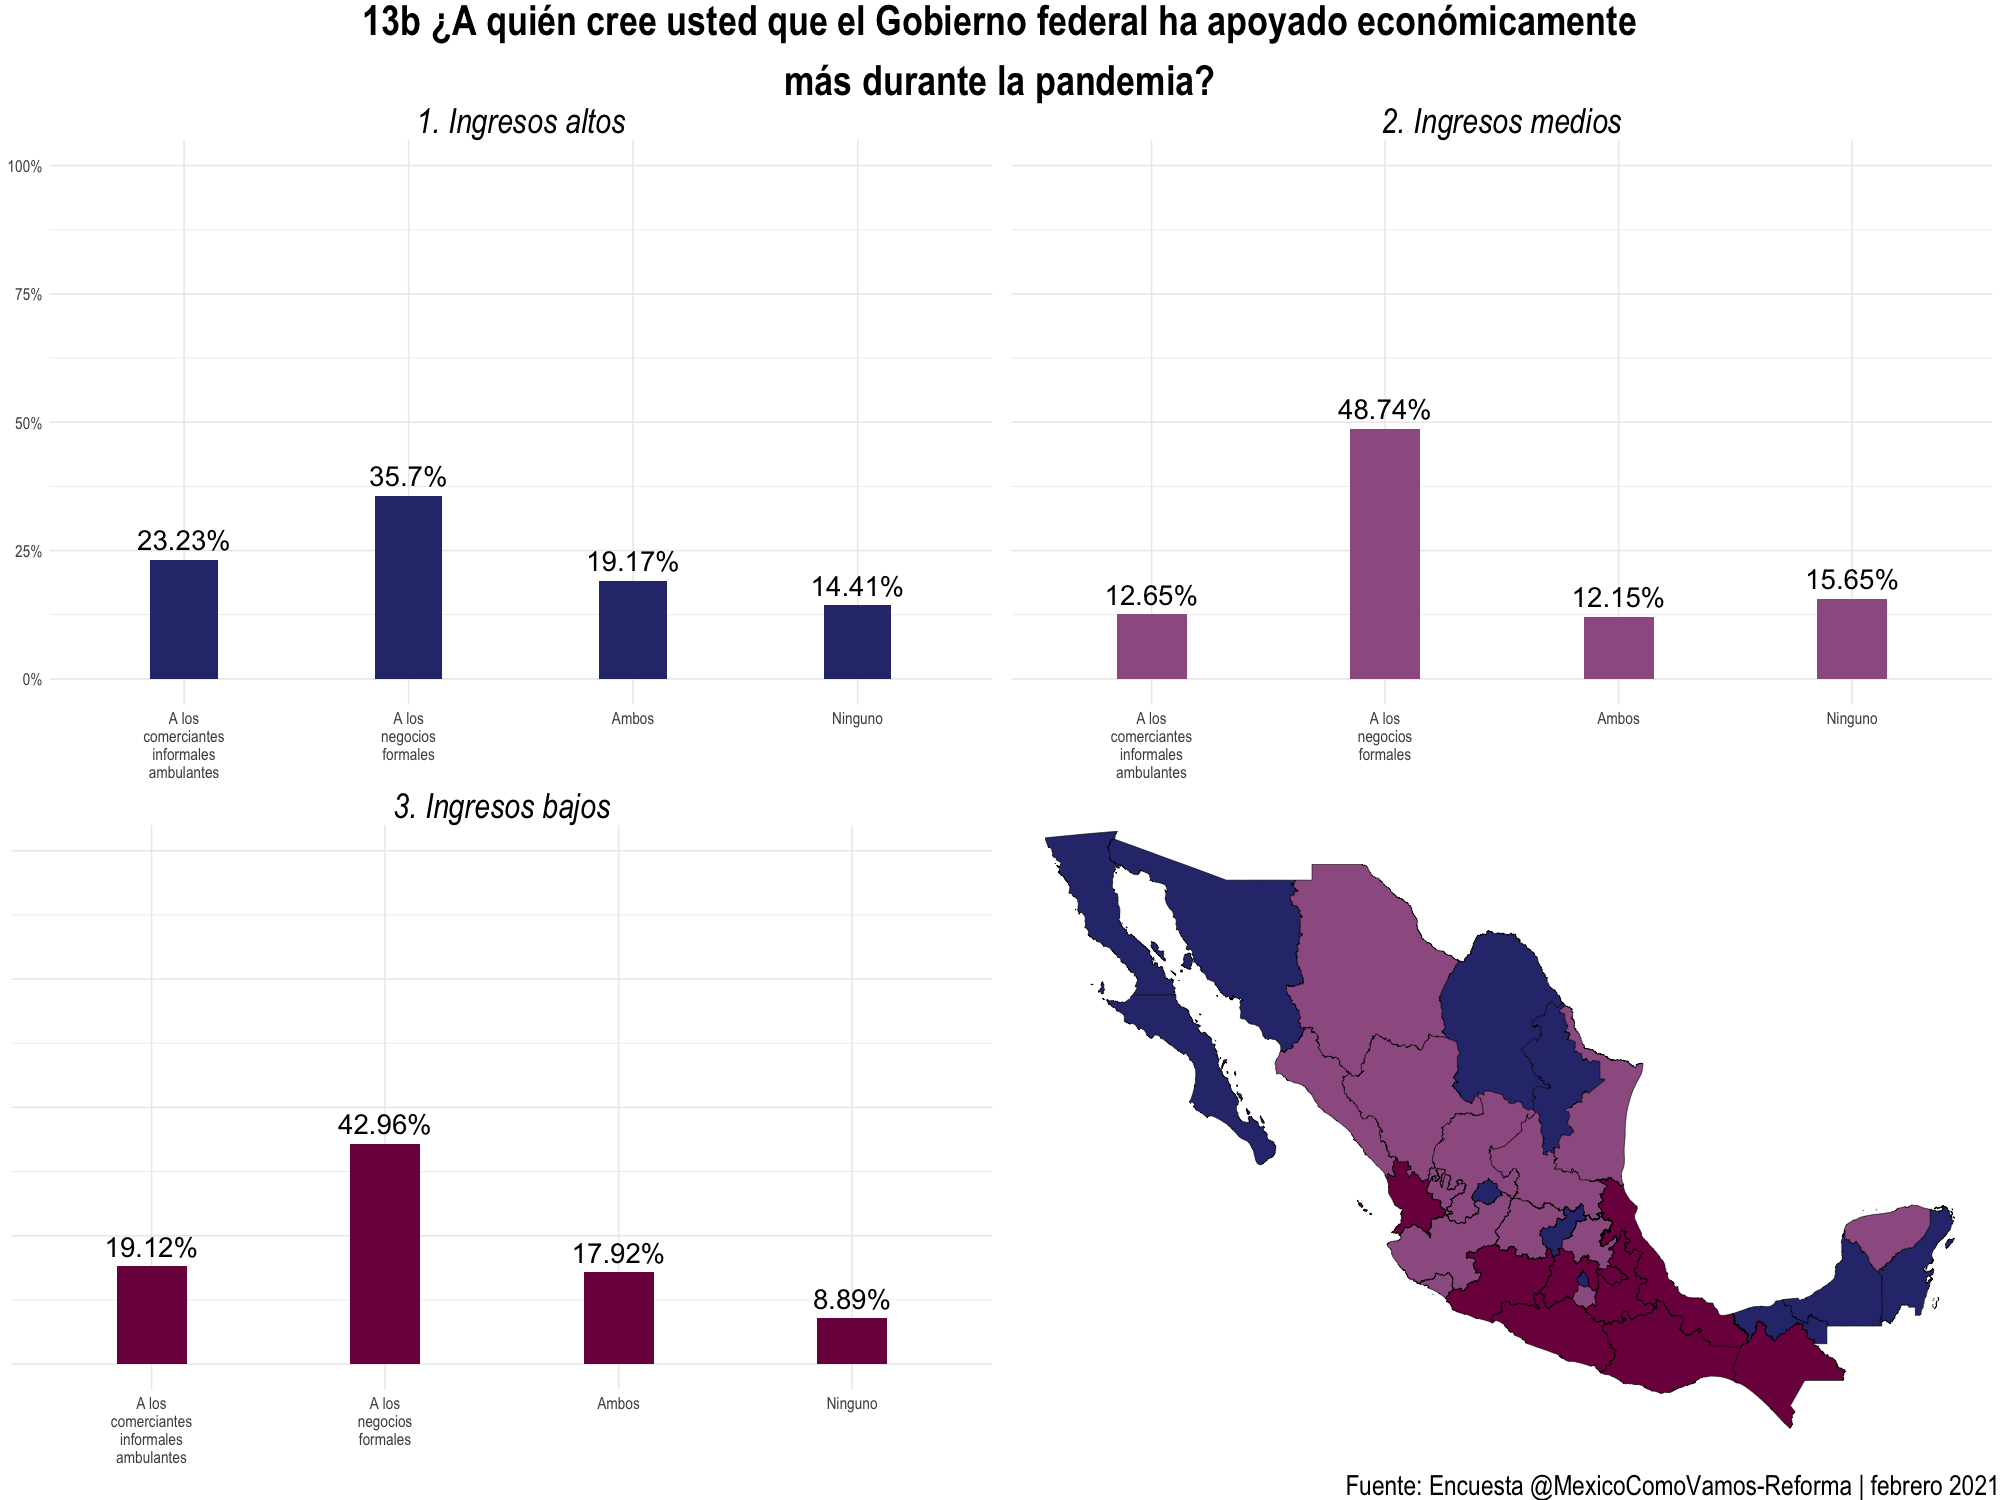 13b ¿A quién cree usted que el Gobierno federal ha apoyado económicamente
más durante la pandemia?
1. Ingresos altos
100%
75%
50%
25%
0%
23.23%
35.7%
19.17%
14.41%
A los
comerciantes
informales
ambulantes
A los
negocios
formales
Ambos
Ninguno
2. Ingresos medios
12.65%
48.74%
12.15%
15.65%
A los
comerciantes
informales
ambulantes
A los
negocios
formales
Ambos
Ninguno
3. Ingresos bajos
19.12%
42.96%
17.92%
8.89%
A los
comerciantes
informales
ambulantes
A los
negocios
formales
Ambos
Ninguno
Fuente: Encuesta @MexicoComoVamos-Reforma | febrero 2021